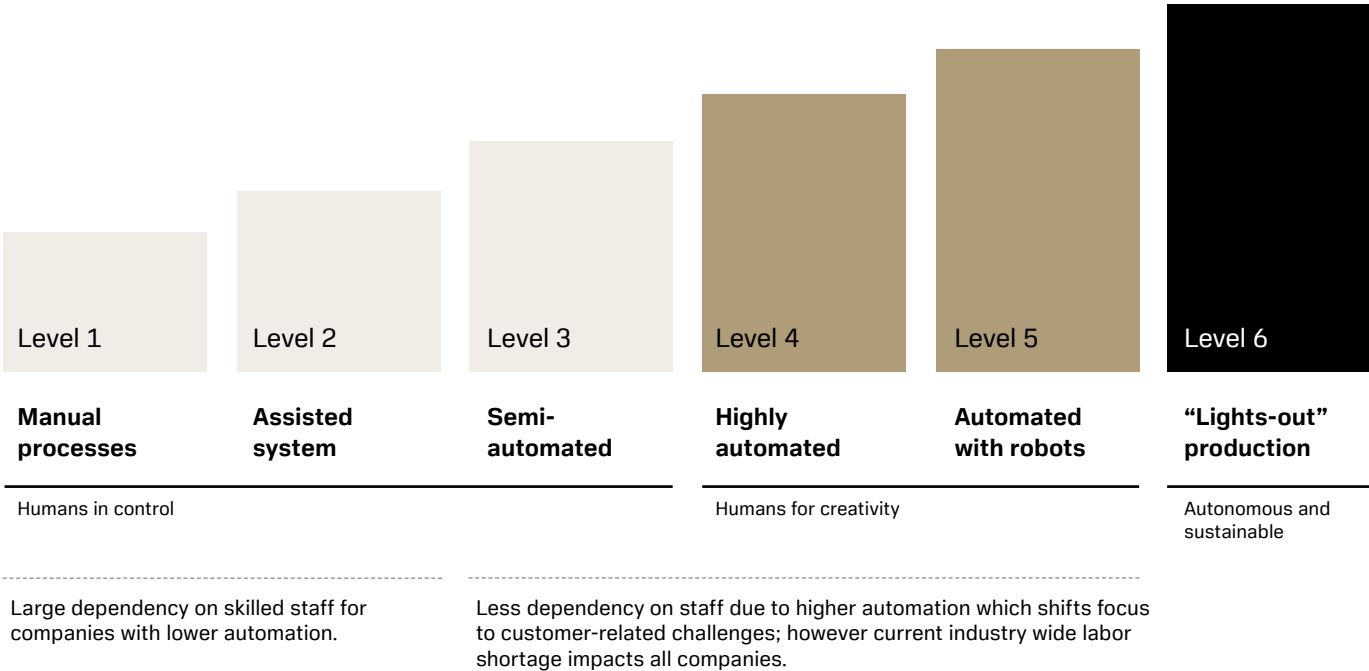 Level 1
Level 2
Level 3
Level 4
Level 5
Level 6
Manual
processes
Assisted
system
Semi-
automated
Highly
automated
Automated
with robots
“Lights-out”
production
Humans in control
Humans for creativity
Autonomous and
sustainable
Large dependency on skilled staff for
companies with lower automation.
Less dependency on staff due to higher automation which shifts focus
to customer-related challenges; however current industry wide labor
shortage impacts all companies.